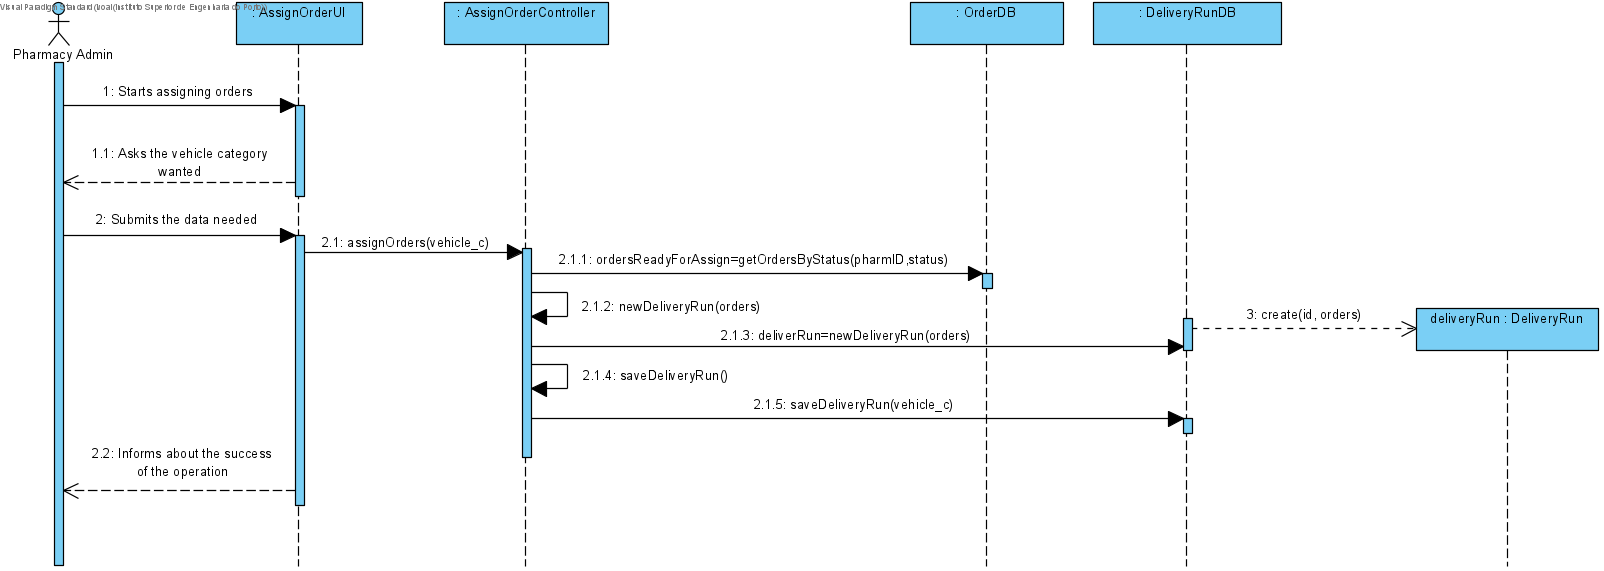 Visual Paradigm Standard (Instituto Superior de Engenharia do Porto)
: AssignOrderUI
: AssignOrderController
: OrderDB
: DeliveryRunDB
Pharmacy Admin
1: Starts assigning orders
1.1: Asks the vehicle category
wanted
2: Submits the data needed
2.1: assignOrders(vehicle_c)
2.1.1: ordersReadyForAssign=getOrdersByStatus(pharmID,status)
2.1.2: newDeliveryRun(orders)
3: create(id, orders)
deliveryRun : DeliveryRun
2.1.3: deliverRun=newDeliveryRun(orders)
2.1.4: saveDeliveryRun()
2.1.5: saveDeliveryRun(vehicle_c)
2.2: Informs about the success
of the operation